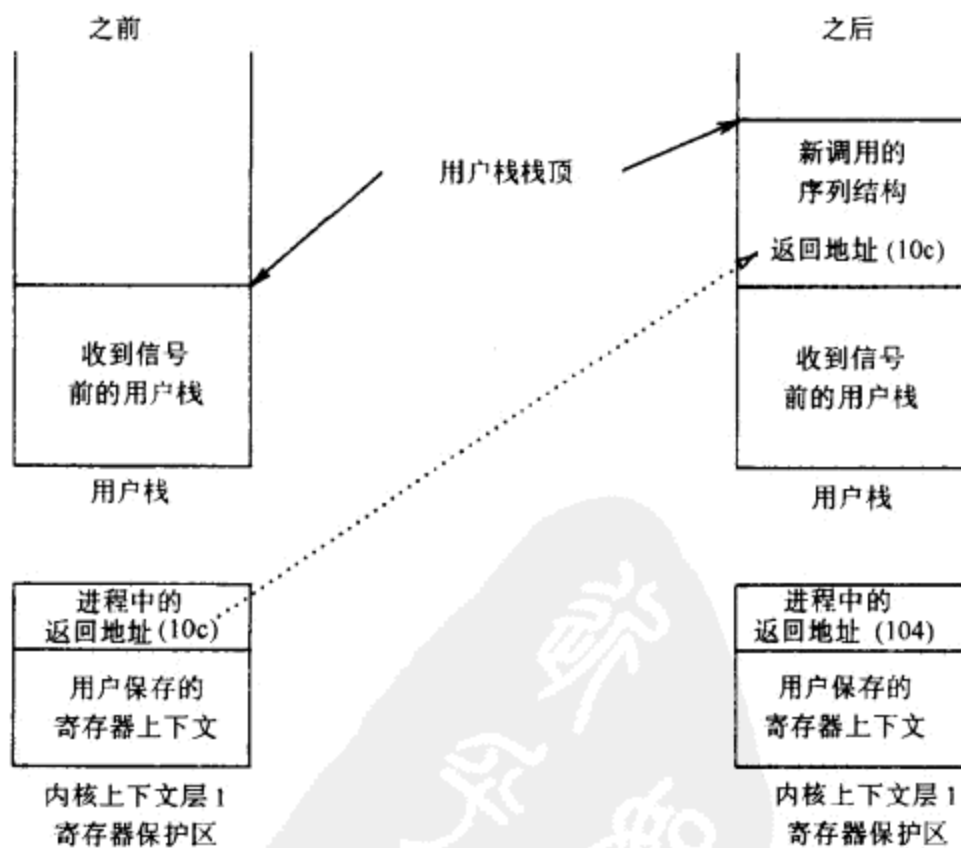 之前
之后
用户栈栈顶
新调用的
序列结构
返回地址 (10c)
收到信号
前的用户栈
收到信号
前的用户栈
用户栈
用户栈
进程中的
返回地址 (10c)
进程中的
返回地址 (104)
用户保存的
寄存器上下文
用户保存的
寄存器上下文
内核上下文层 1
寄存器保护区
内核上下文层 1
寄存器保护区